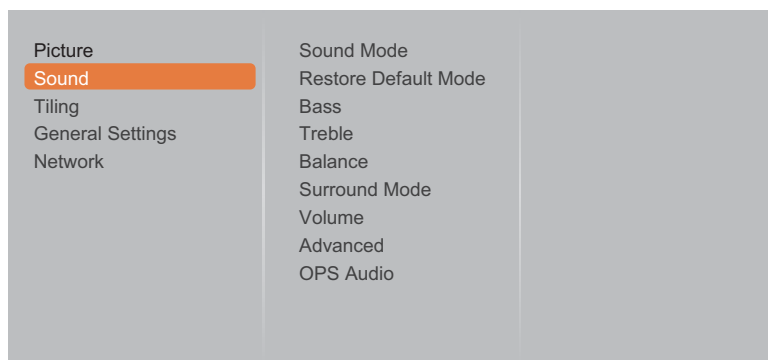 Picture
Sound
Tiling
General Settings
Network
Sound Mode
Restore Default Mode
Bass
Treble
Balance
Surround Mode
Volume
Advanced
OPS Audio